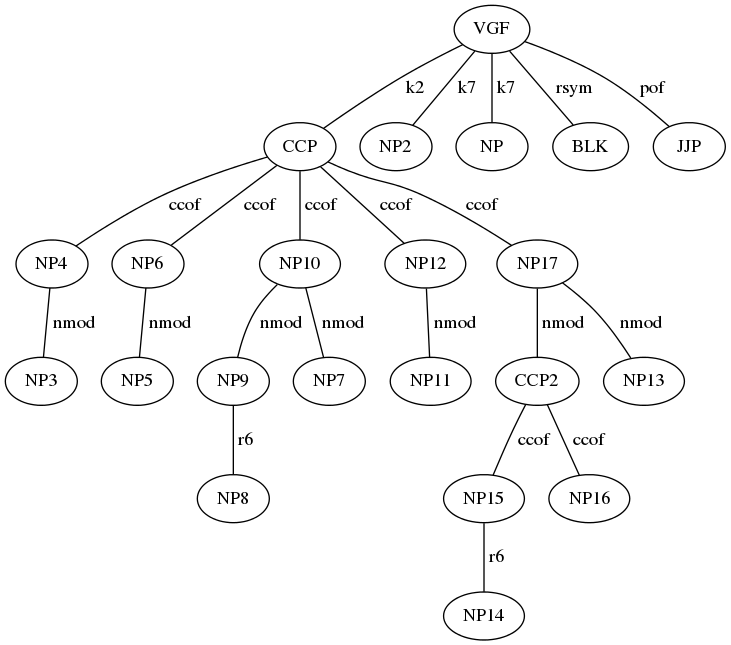 VGF
k2 k7 k7 rsym pof
CCP NP2 NP BLK JJP
ccof ccof ccof ccof ccof
NP4 NP6 NP10 NP12 NP17
nmod nmod nmod nmod nmod nmod nmod
NP3 NP5 NP9 NP7 NP11 CCP2 NP13
r6 ccof ccof
NP8 NP15 NP16
r6
NP14